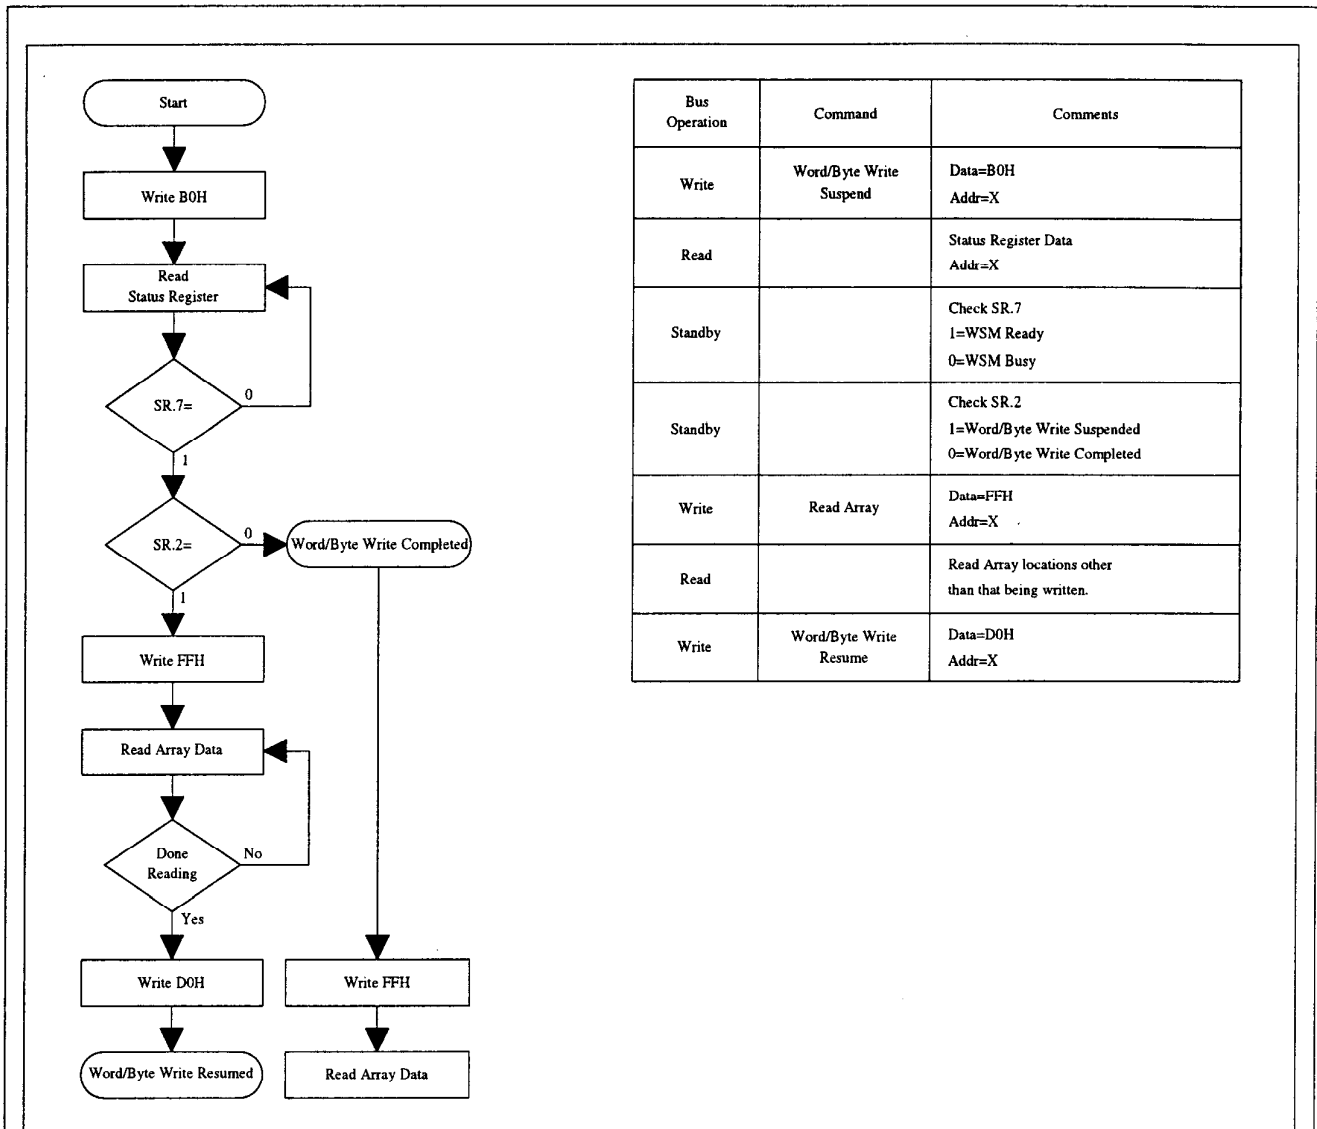 Start
Write B0H
Read
Status Register
SR.7=
0
1
SR.2=
0
Word/Byte Write Completed
1
Write FFH
Read Array Data
Done
Reading
No
Yes
Write D0H
Write FFH
Word/Byte Write Resumed
Read Array Data
Bus
Operation
Command
Comments
Write
Word/Byte Write
Suspend
Data=B0H
Addr=X
Read
Status Register Data
Addr=X
Standby
Check SR.7
1=WSM Ready
0=WSM Busy
Standby
Check SR.2
1=Word/Byte Write Suspended
0=Word/Byte Write Completed
Write
Read Array
Data=FFH
Addr=X
Read
Read Array locations other
than that being written.
Write
Word/Byte Write
Resume
Data=D0H
Addr=X